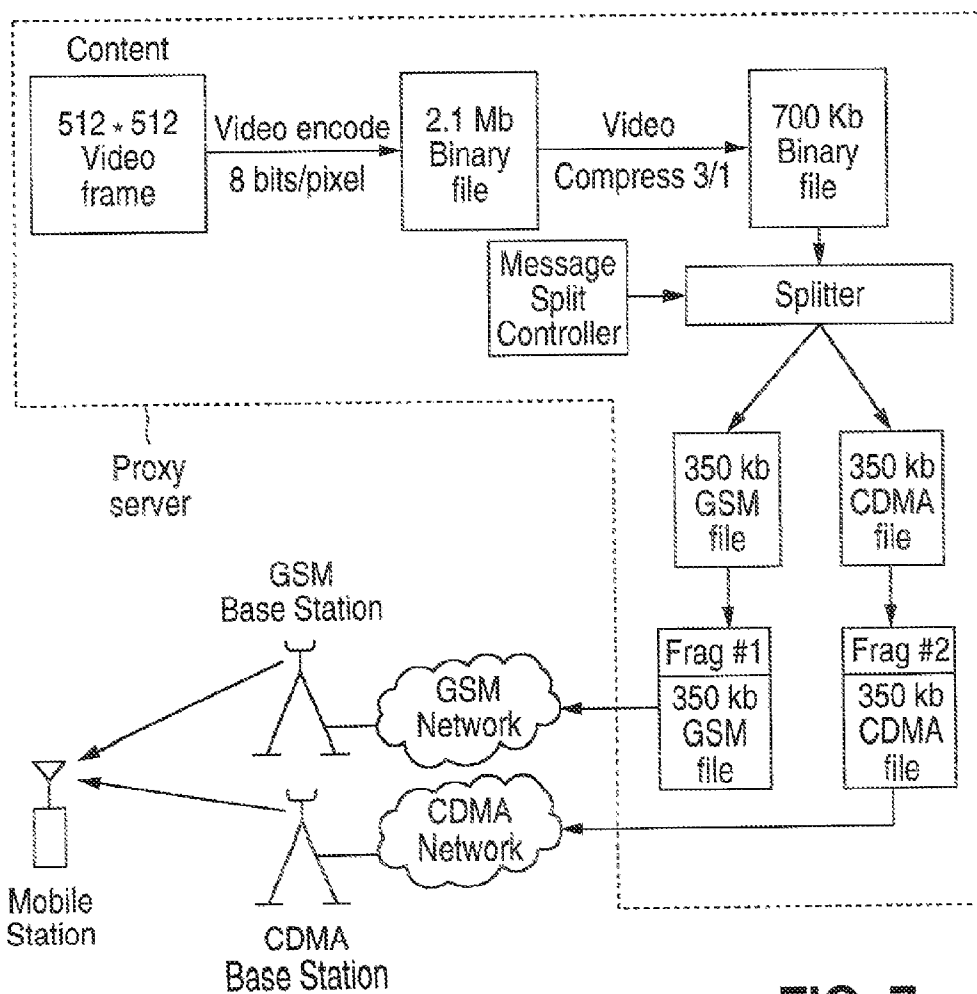 Content
512 * 512
Video
frame
Video encode
8 bits/pixel
2.1 Mb
Binary
file
Video
Compress 3/1
700 Kb
Binary
file
Message
Split
Controller
Splitter
Proxy
server
350 kb
GSM
file
350 kb
CDMA
file
GSM
Base Station
Frag #1
350 kb
GSM
file
Frag #2
350 kb
CDMA
file
GSM
Network
CDMA
Network
Mobile
Station
CDMA
Base Station